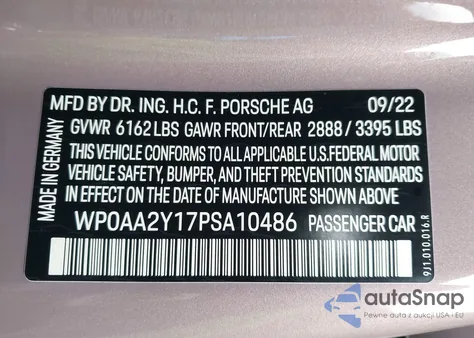 MFD BY DR. ING. H.C. F. PORSCHE AG 09/22
GVWR 6162 LBS GAWR FRONT/REAR 2888 / 3395 LBS
THIS VEHICLE CONFORMS TO ALL APPLICABLE U.S.FEDERAL MOTOR
VEHICLE SAFETY, BUMPER, AND THEFT PREVENTION STANDARDS
IN EFFECT ON THE DATE OF MANUFACTURE SHOWN ABOVE.
WP0AA2Y17PSA10486 PASSENGER CAR
MADE IN GERMANY
9J1.010.016.R
autaSnap
Pewne auta z aukcji USA i EU